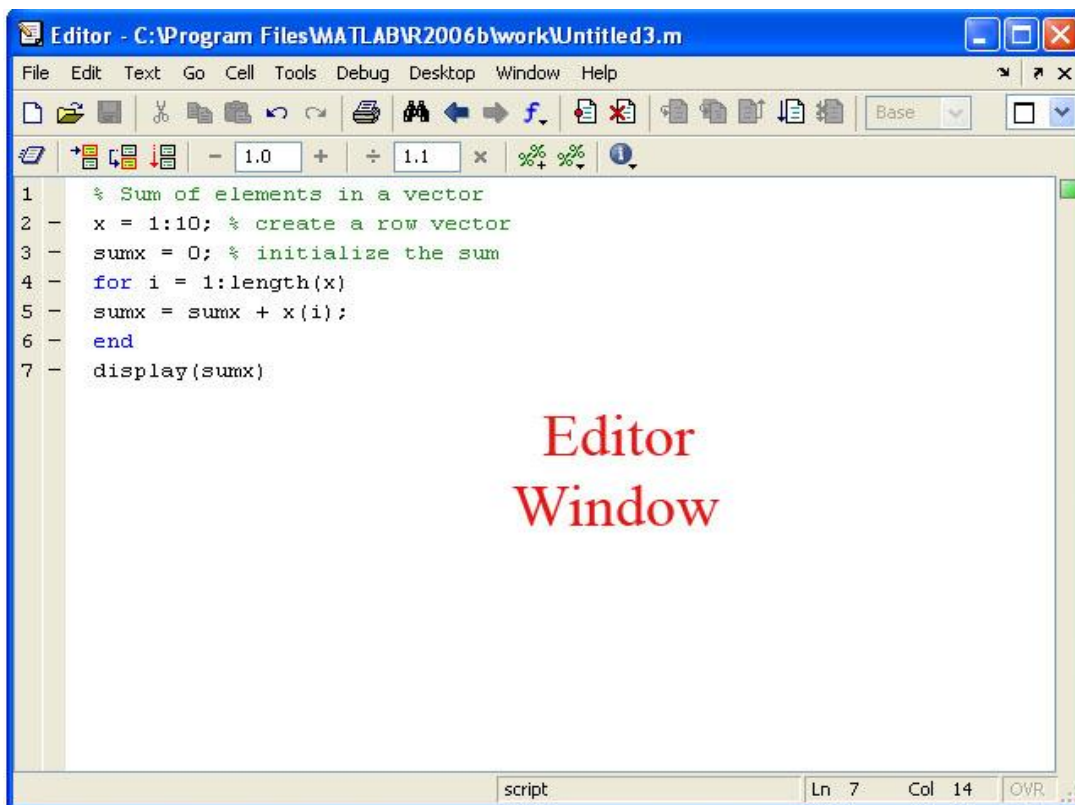 Editor - C:\Program Files\MATLAB\R2006b\work\Untitled3.m
File Edit Text Go Cell Tools Debug Desktop Window Help
Base
- 1.0 + ÷ 1.1 ×
1 % Sum of elements in a vector
2 - x = 1:10; % create a row vector
3 - sumx = 0; % initialize the sum
4 - for i = 1:length(x)
5 - sumx = sumx + x(i);
6 - end
7 - display(sumx)
Editor
Window
script Ln 7 Col 14 OVR